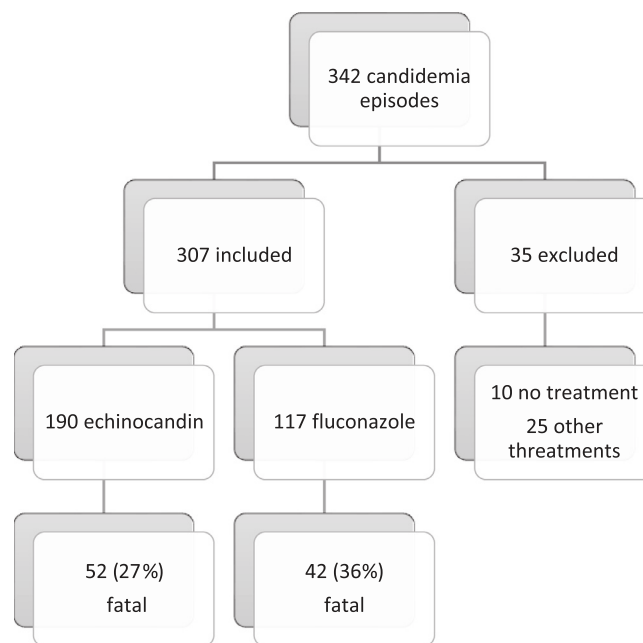 342 candidemia
episodes
307 included
35 excluded
190 echinocandin
117 fluconazole
10 no treatment
25 other
threatments
52 (27%)
fatal
42 (36%)
fatal